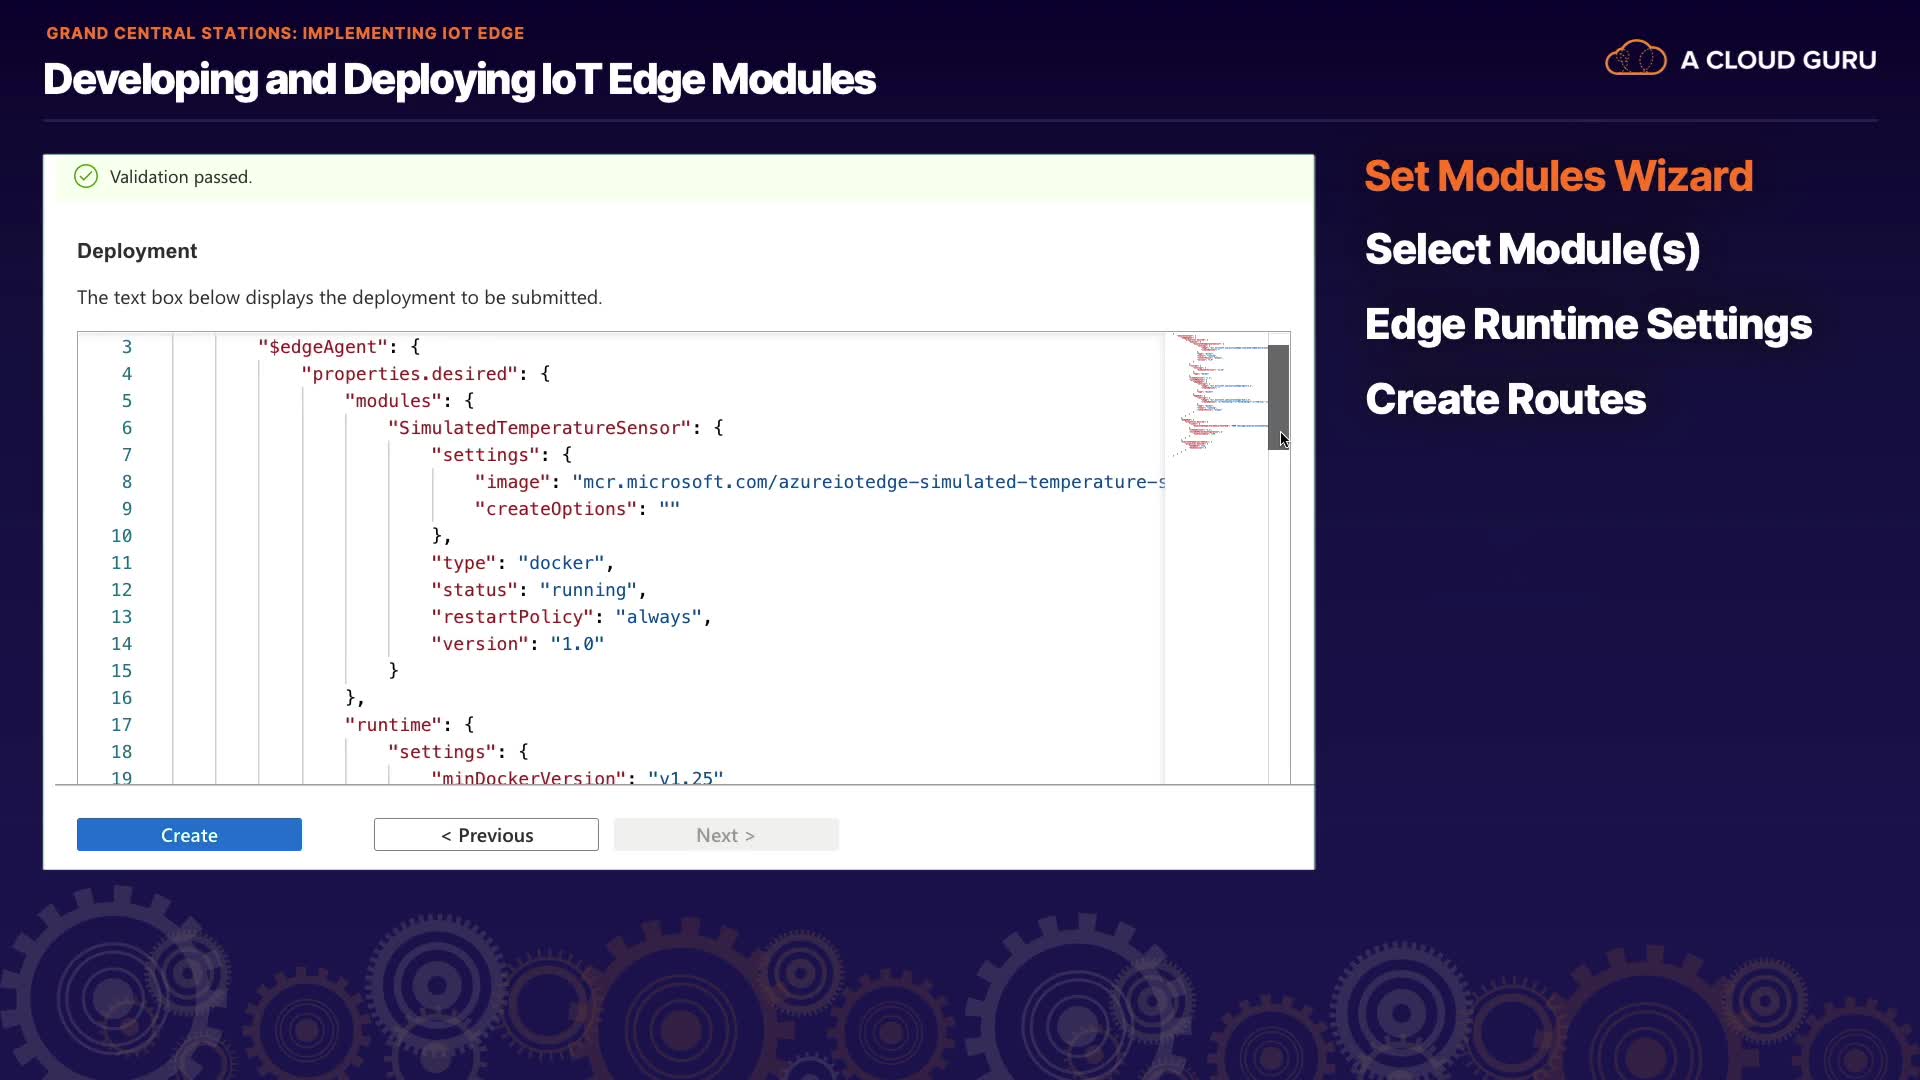 GRAND CENTRAL STATIONS: IMPLEMENTING IOT EDGE
Developing and Deploying IoT Edge Modules
A CLOUD GURU
Validation passed.
Deployment
The text box below displays the deployment to be submitted.
3 "$edgeAgent": {
4 "properties.desired": {
5 "modules": {
6 "SimulatedTemperatureSensor": {
7 "settings": {
8 "image": "mcr.microsoft.com/azureiotedge-simulated-temperature-s
9 "createOptions": ""
10 },
11 "type": "docker",
12 "status": "running",
13 "restartPolicy": "always",
14 "version": "1.0"
15 }
16 },
17 "runtime": {
18 "settings": {
19 "minDockerVersion": "v1.25"
Create
< Previous
Next >
Set Modules Wizard
Select Module(s)
Edge Runtime Settings
Create Routes